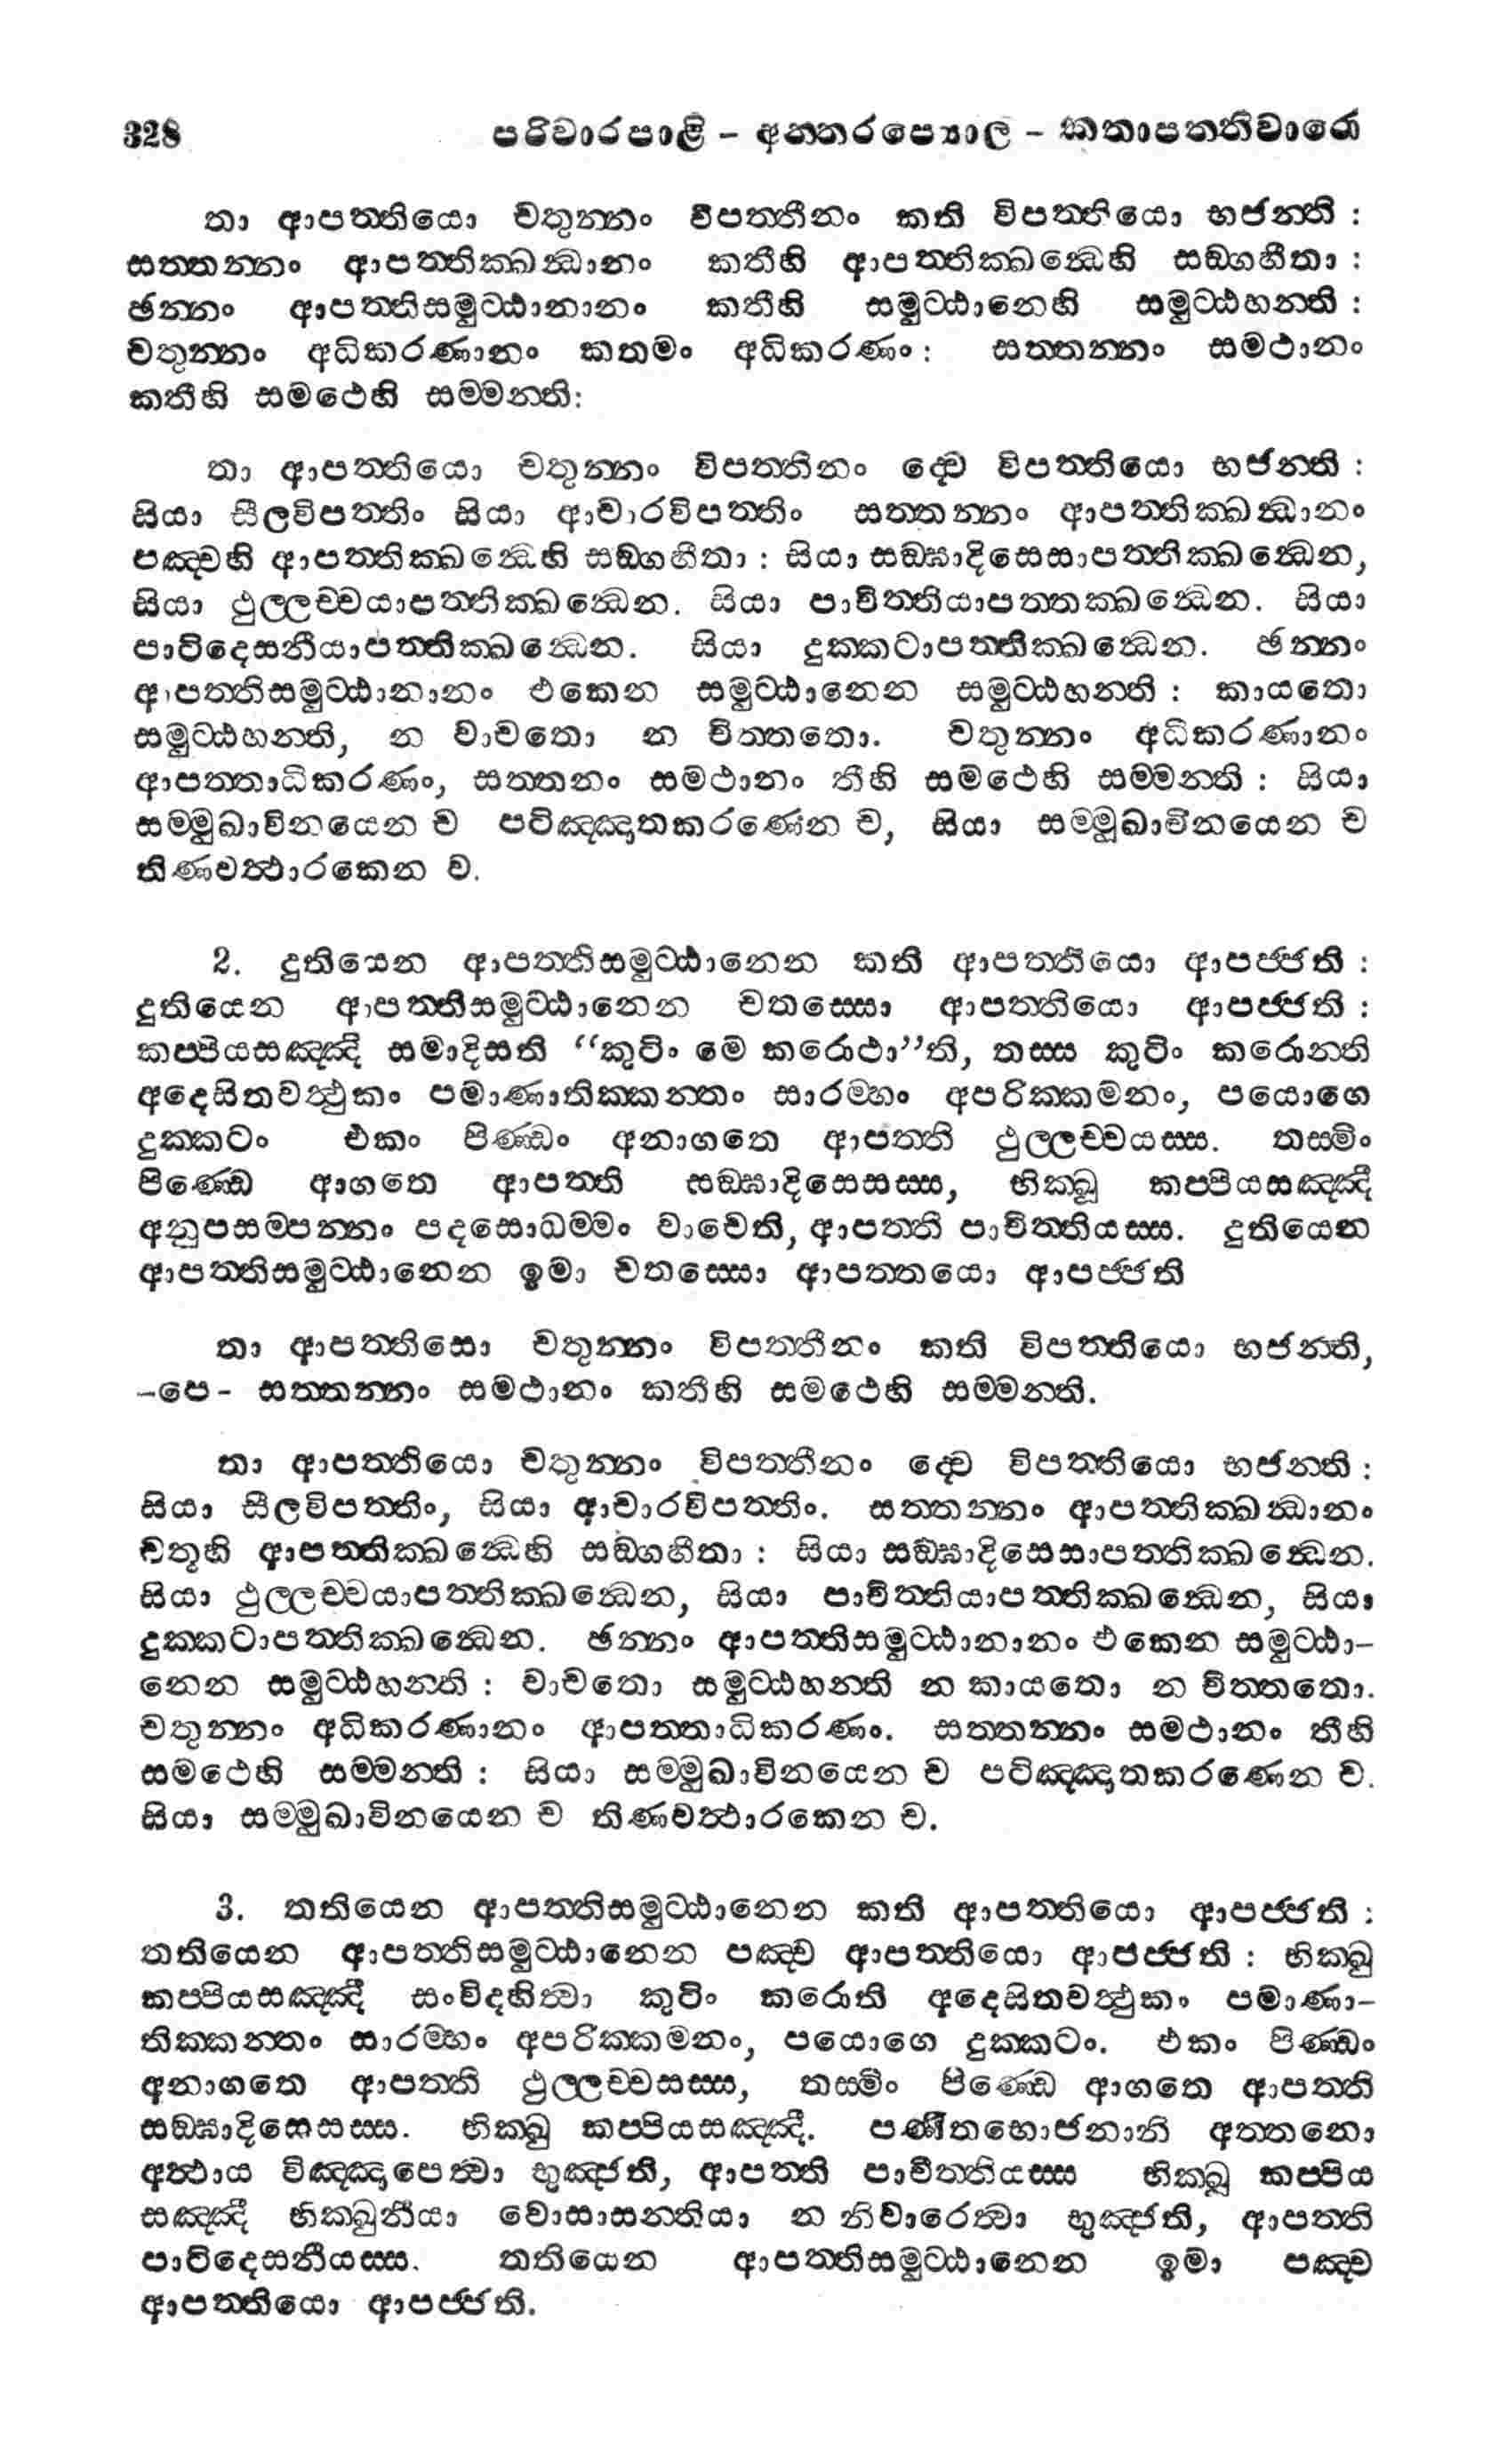 328 පරිවාරපාළි - අනන්තරපෙය්‍යාල - කතාපත්තිවාරෙ
තා ආපත්තියො චතුන්නං විපත්තීනං කති විපත්තියො භජන්ති :
සත්තන්නං ආපත්තික්ඛන්ධානං කතීහි ආපත්තික්ඛන්ධෙහි සඞ්ගහීතා :
ඡන්නං ආපත්තිසමුට්ඨානානං කතීහි සමුට්ඨානෙහි සමුට්ඨහන්ති :
චතුන්නං අධිකරණානං කතමං අධිකරණං: සත්තන්නං සමථානං
කතීහි සමථෙහි සම්මන්ති:
තා ආපත්තියො චතුන්නං විපත්තීනං ද්වෙ විපත්තියො භජන්ති :
සියා සීලවිපත්තිං සියා ආචාරවිපත්තිං සත්තන්නං ආපත්තික්ඛන්ධානං
පඤ්චහි ආපත්තික්ඛන්ධෙහි සඞ්ගහීතා : සියා සඞ්ඝාදිසෙසාපත්තික්ඛන්ධෙන,
සියා ථුල්ලච්චයාපත්තික්ඛන්ධෙන. සියා පාචිත්තියාපත්තක්ඛන්ධෙන. සියා
පාටිදෙසනීයාපත්තික්ඛන්ධෙන. සියා දුක්කටාපත්තික්ඛන්ධෙන. ඡන්නං
ආපත්තිසමුට්ඨානානං එකෙන සමුට්ඨානෙන සමුට්ඨහන්ති : කායතො
සමුට්ඨහන්ති, න වාචතො න චිත්තතො. චතුන්නං අධිකරණානං
ආපත්තාධිකරණං, සත්තනං සමථානං තීහි සමථෙහි සම්මන්ති : සියා
සම්මුඛාවිනයෙන ච පටිඤ්ඤාතකරණෙන ච, සියා සම්මූඛාවිනයෙන ච
තිණවත්ථාරකෙන ච.
2. දුතියෙන ආපත්තිසමුට්ඨානෙන කති ආපත්තියො ආපජ්ජති :
දුතියෙන ආපත්තිසමුට්ඨානෙන චතස්සො ආපත්තියො ආපජ්ජති :
කප්පියසඤ්ඤී සමාදිසති “කුටිං මෙ කරොථා”ති, තස්ස කුටිං කරොන්ති
අදෙසිතවත්ථුකං පමාණාතික්කන්තං සාරම්භං අපරික්කමනං, පයොගෙ
දුක්කටං එකං පිණ්ඩං අනාගතෙ ආපත්ති ථුල්ලච්චයස්ස. තස්මිං
පිණ්ඩෙ ආගතෙ ආපත්ති සඞ්ඝාදිසෙසස්ස, භික්ඛූ කප්පියසඤ්ඤී
අනුපසම්පන්නං පදසොධම්මං වාචෙති, ආපත්ති පාචිත්තියස්ස. දුතියෙන
ආපත්තිසමුට්ඨානෙන ඉමා චතස්සො ආපත්තයො ආපජ්ජති
තා ආපත්තිසො චතුන්නං විපත්තීනං කති විපත්තියො භජන්ති,
-පෙ- සත්තන්නං සමථානං කතීහි සමථෙහි සම්මන්ති.
තා ආපත්තියො චතුන්නං විපත්තීනං ද්වෙ විපත්තියො භජන්ති :
සියා සීලවිපත්තිං, සියා ආචාරවිපත්තිං. සත්තන්නං ආපත්තික්ඛන්ධානං
චතූහි ආපත්තික්ඛන්ධෙහි සඞ්ගහීතා : සියා සඞ්ඝාදිසෙසාපත්තික්ඛන්ධෙන.
සියා ථුල්ලච්චයාපත්තික්ඛන්ධෙන, සියා පාචිත්තියාපත්තික්ඛන්ධෙන, සියා
දුක්කටාපත්තික්ඛන්ධෙන. ඡන්නං ආපත්තිසමුට්ඨානානං එකෙන සමුට්ඨා-
නෙන සමුට්ඨහන්ති : වාචතො සමුට්ඨහන්ති න කායතො න චිත්තතො.
චතුන්නං අධිකරණානං ආපත්තාධිකරණං. සත්තන්නං සමථානං තීහි
සමථෙහි සම්මන්ති : සියා සම්මුඛාවිනයෙන ච පටිඤ්ඤාතකරණෙන ච.
සියා සම්මුඛාවිනයෙන ච තිණවත්ථාරකෙන ච.
3. තතියෙන ආපත්තිසමුට්ඨානෙන කති ආපත්තියො ආපජ්ජති :
තතියෙන ආපත්තිසමුට්ඨානෙන පඤ්ච ආපත්තියො ආපජ්ජති : භික්ඛු
කප්පියසඤ්ඤී සංවිදහිත්වා කුටිං කරොති අදෙසිතවත්ථුකං පමාණා-
තික්කන්තං සාරම්භං අපරික්කමනං, පයොගෙ දුක්කටං. එකං පිණ්ඩං
අනාගතෙ ආපත්ති ථුල්ලච්චසස්ස, තස්මිං පිණ්ඩෙ ආගතෙ ආපත්ති
සඞ්ඝාදිසෙසස්ස. භික්ඛු කප්පියසඤ්ඤී. පණීතභොජනානි අත්තනො
අත්ථාය විඤ්ඤාපෙත්වා භුඤ්ජති, ආපත්ති පාචිත්තියස්ස භික්ඛූ කප්පිය
සඤ්ඤී භික්ඛුනීයා වොසාසන්තියා න නිවාරෙත්වා භුඤ්ජති, ආපත්ති
පාටිදෙසනීයස්ස. තතියෙන ආපත්තිසමුට්ඨානෙන ඉමා පඤ්ච
ආපත්තියො ආපජ්ජති.